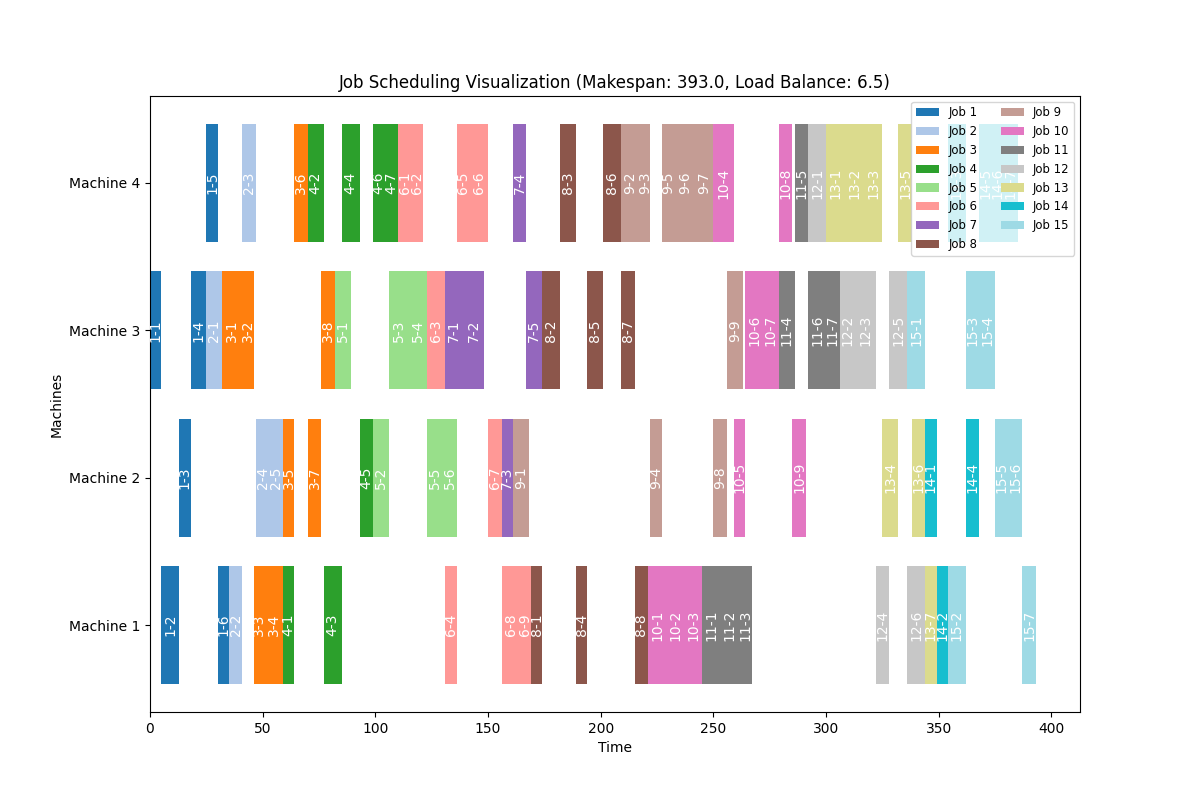 Job Scheduling Visualization (Makespan: 393.0, Load Balance: 6.5)
Machines
Machine 4
1-5 2-3 3-6 4-2 4-4 4-6 4-7 6-1 6-2 6-5 6-6 7-4 8-3 8-6 9-2 9-3 9-5 9-6 9-7 10-4 10-8 11-5 12-1 13-1 13-2 13-3 13-5
Machine 3
1-1 1-4 2-1 3-1 3-2 3-8 5-1 5-3 5-4 6-3 7-1 7-2 7-5 8-2 8-5 8-7 9-9 10-6 10-7 11-4 11-6 11-7 12-2 12-3 12-5 15-1 15-3 15-4
Machine 2
1-3 2-4 2-5 3-5 3-7 4-5 5-2 5-5 5-6 6-7 7-3 9-1 9-4 9-8 10-5 10-9 13-4 13-6 14-1 14-4 15-5 15-6
Machine 1
1-2 1-6 2-2 3-3 3-4 4-1 4-3 6-4 6-8 6-9 8-1 8-4 8-8 10-1 10-2 10-3 11-1 11-2 11-3 12-4 12-6 13-7 14-2 15-2 15-7
0 50 100 150 200 250 300 350 400
Time
Job 1
Job 2
Job 3
Job 4
Job 5
Job 6
Job 7
Job 8
Job 9
Job 10
Job 11
Job 12
Job 13
Job 14
Job 15